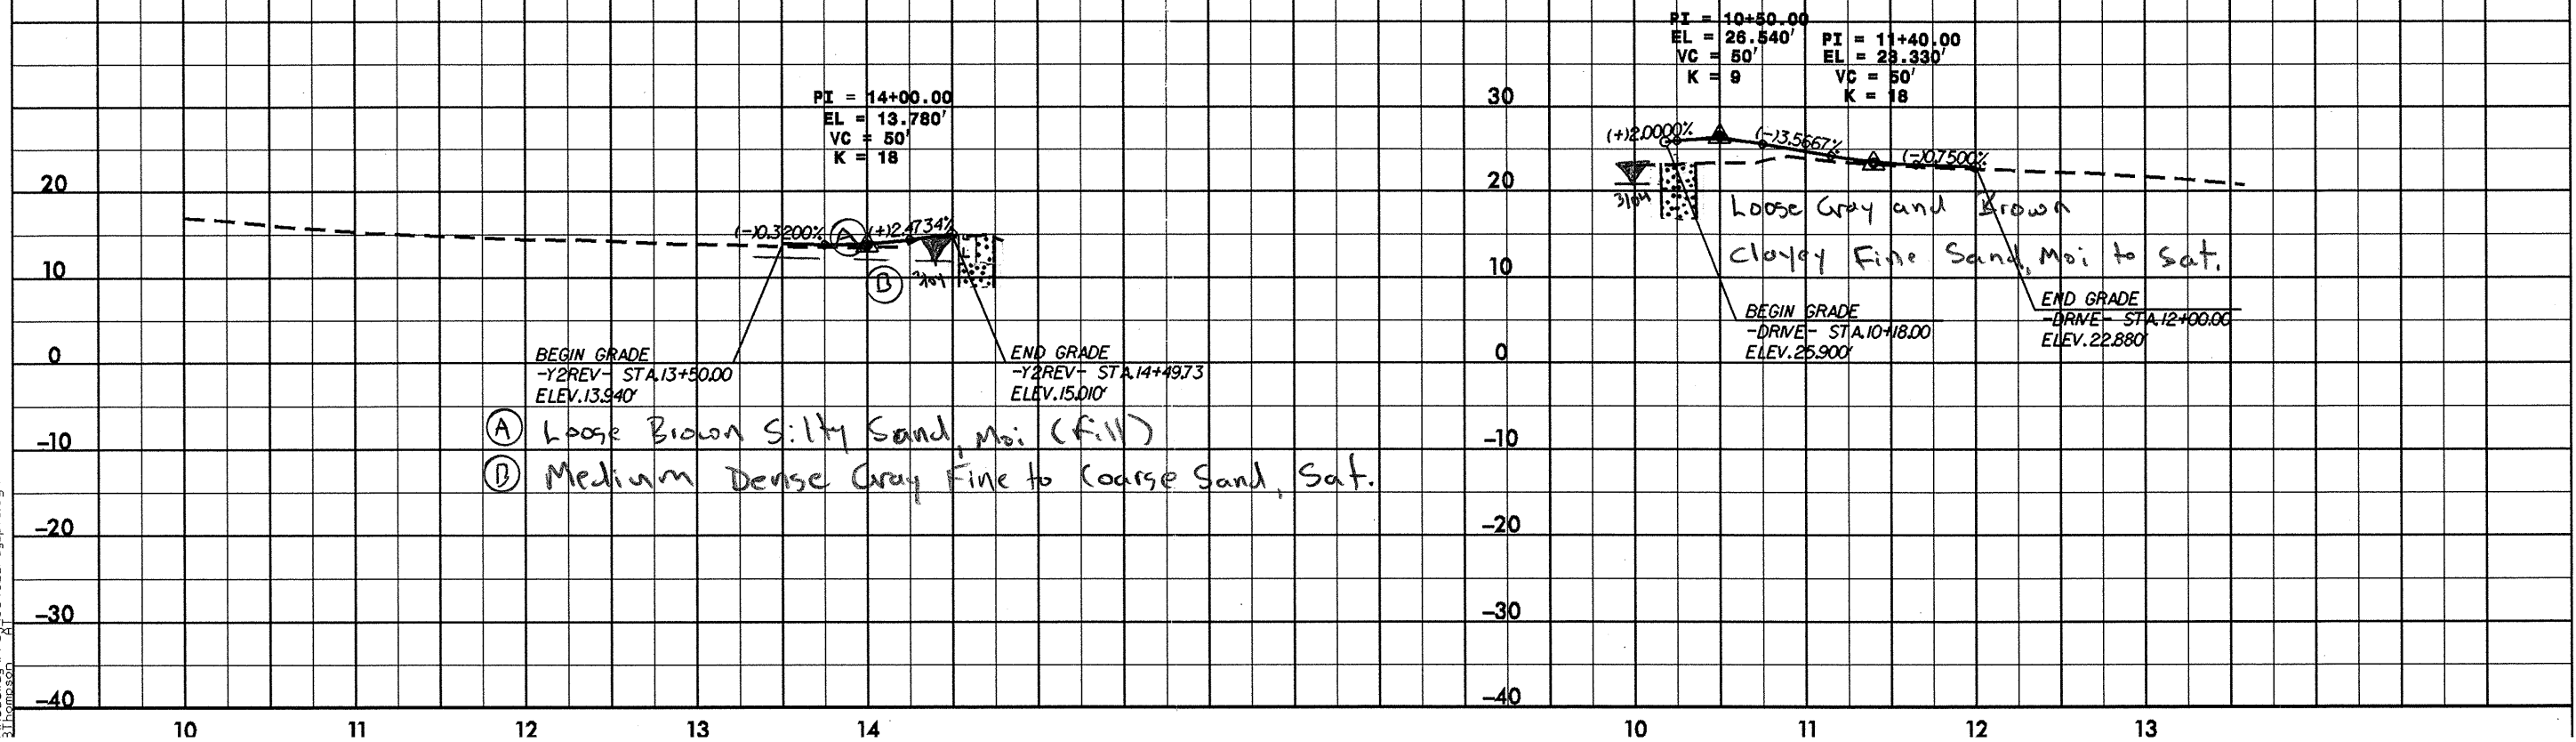 PI = 10+50.00
EL = 26.540'
VC = 50'
K = 9
PI = 11+40.00
EL = 23.330'
VC = 50'
K = 18
PI = 14+00.00
EL = 13.780'
VC = 50'
K = 18
30
(+)2.0000%
(-)3.5667%
(-)0.7500%
20
20
3/04
Loose Gray and Brown
Clayey Fine Sand, Moi to Sat.
(-)0.3200%
A
(+)2.4734%
10
B
3/04
10
BEGIN GRADE
-DRIVE- STA.10+18.00
ELEV.25.900'
END GRADE
-DRIVE- STA.12+00.00
ELEV.22.880'
0
0
BEGIN GRADE
-Y2REV- STA.13+50.00
ELEV.13.940'
END GRADE
-Y2REV- STA.14+49.73
ELEV.15.010'
A Loose Brown Silty Sand, Moi (Fill)
B Medium Dense Gray Fine to Coarse Sand, Sat.
-10
-10
-20
-20
-30
-30
-40
-40
10 11 12 13 14
10 11 12 13